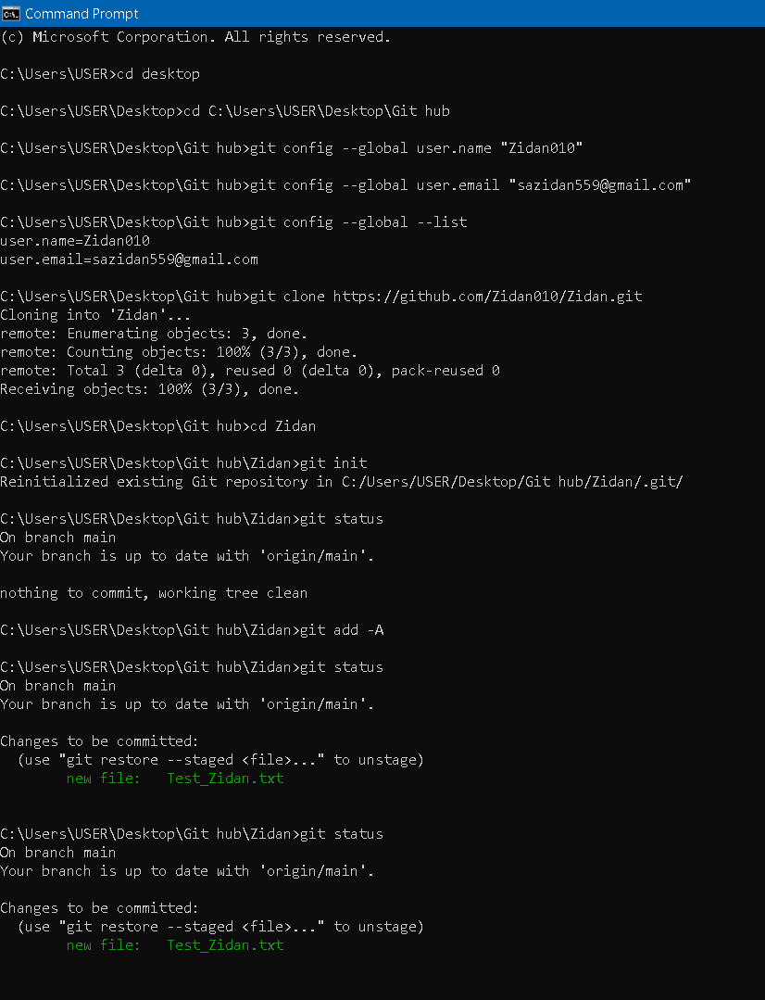 Command Prompt
(c) Microsoft Corporation. All rights reserved.
C:\Users\USER>cd desktop
C:\Users\USER\Desktop>cd C:\Users\USER\Desktop\Git hub
C:\Users\USER\Desktop\Git hub>git config --global user.name "Zidan010"
C:\Users\USER\Desktop\Git hub>git config --global user.email "sazidan559@gmail.com"
C:\Users\USER\Desktop\Git hub>git config --global --list
user.name=Zidan010
user.email=sazidan559@gmail.com
C:\Users\USER\Desktop\Git hub>git clone https://github.com/Zidan010/Zidan.git
Cloning into 'Zidan'...
remote: Enumerating objects: 3, done.
remote: Counting objects: 100% (3/3), done.
remote: Total 3 (delta 0), reused 0 (delta 0), pack-reused 0
Receiving objects: 100% (3/3), done.
C:\Users\USER\Desktop\Git hub>cd Zidan
C:\Users\USER\Desktop\Git hub\Zidan>git init
Reinitialized existing Git repository in C:/Users/USER/Desktop/Git hub/Zidan/.git/
C:\Users\USER\Desktop\Git hub\Zidan>git status
On branch main
Your branch is up to date with 'origin/main'.
nothing to commit, working tree clean
C:\Users\USER\Desktop\Git hub\Zidan>git add -A
C:\Users\USER\Desktop\Git hub\Zidan>git status
On branch main
Your branch is up to date with 'origin/main'.
Changes to be committed:
  (use "git restore --staged <file>..." to unstage)
        new file:   Test_Zidan.txt
C:\Users\USER\Desktop\Git hub\Zidan>git status
On branch main
Your branch is up to date with 'origin/main'.
Changes to be committed:
  (use "git restore --staged <file>..." to unstage)
        new file:   Test_Zidan.txt